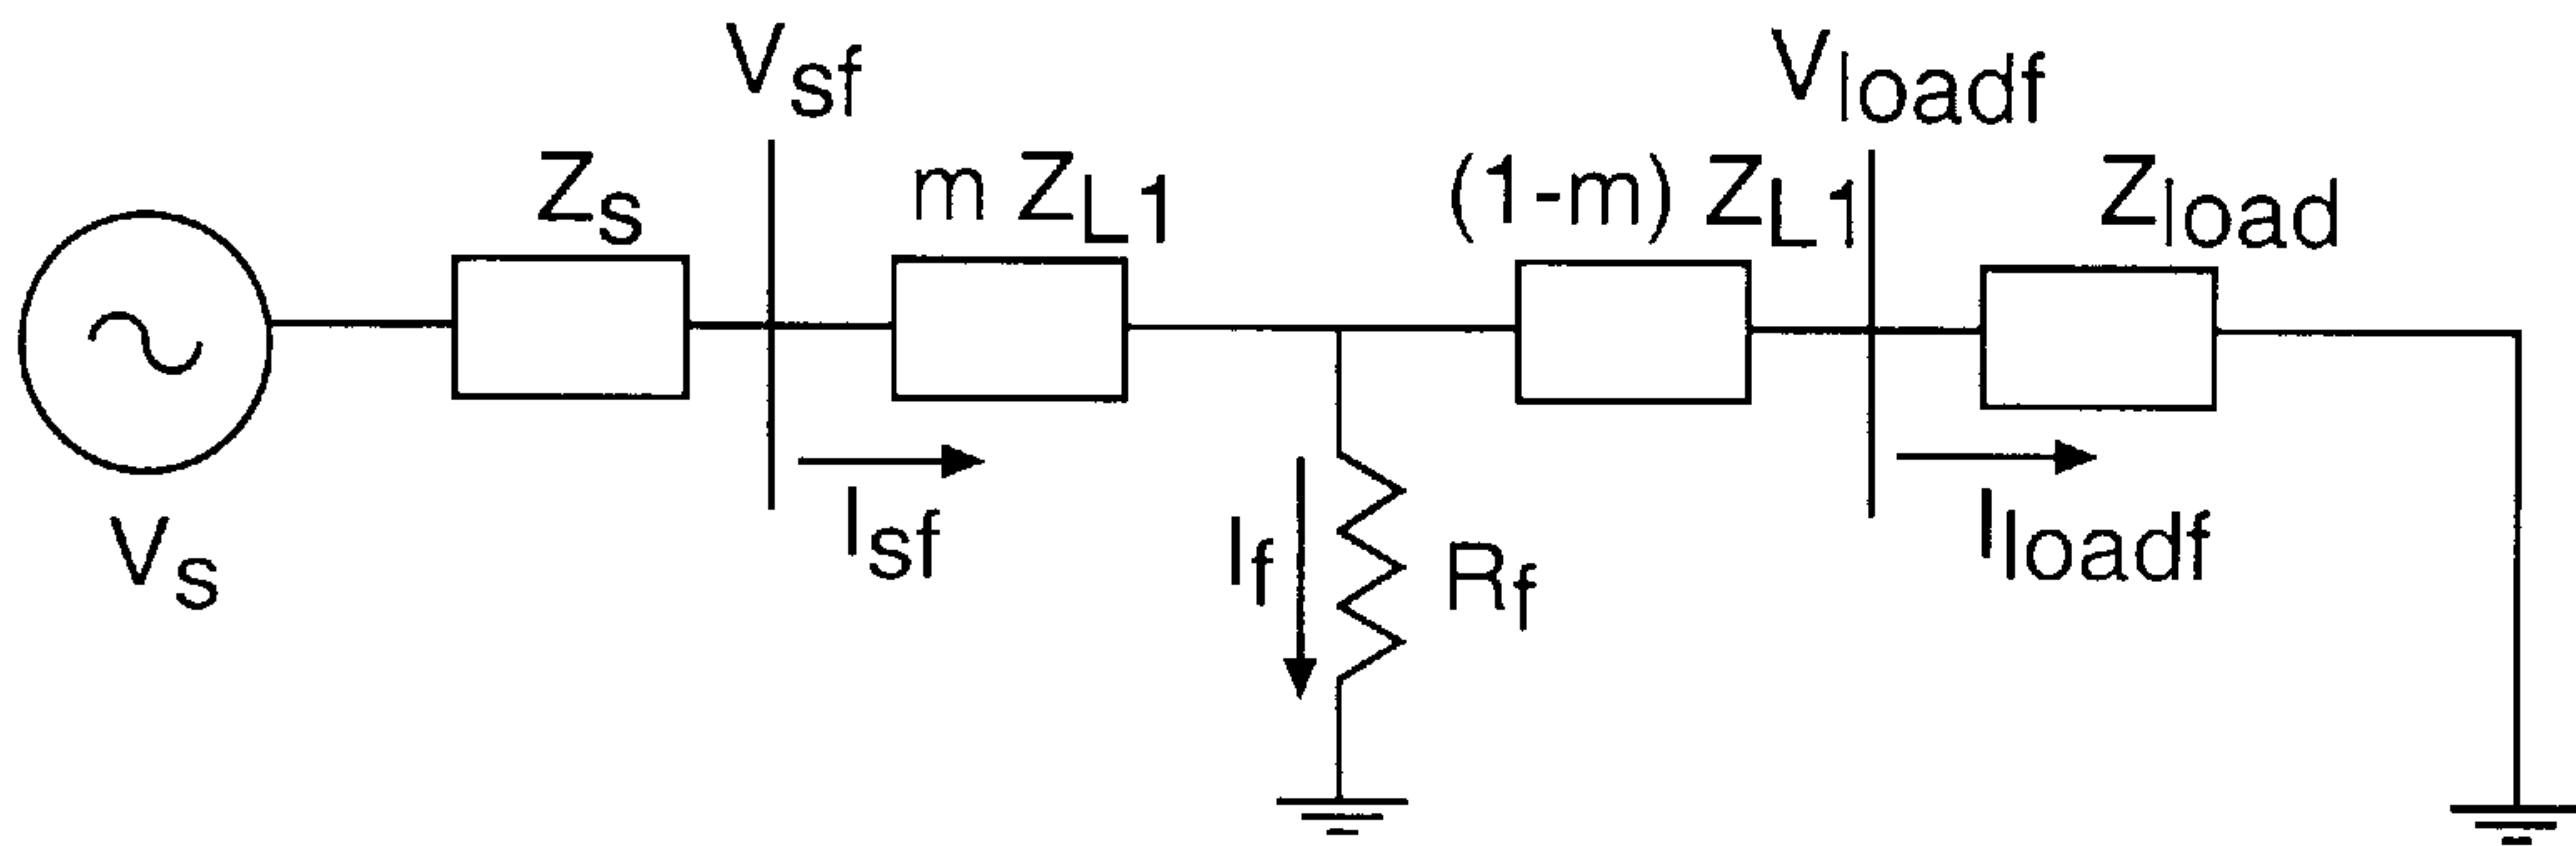 Vsf
Vloadf
Zs
m ZL1
(1-m) ZL1
Zload
Vs
Isf
If
Rf
Iloadf